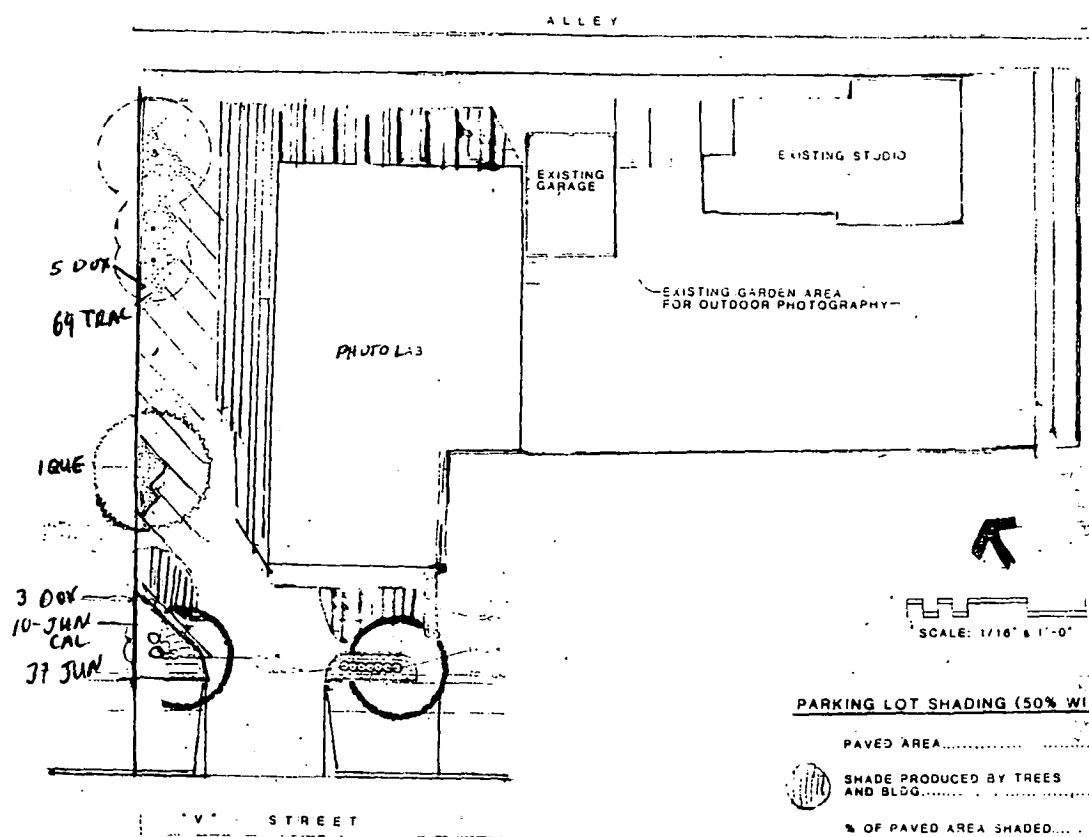 ALLEY
EXISTING
GARAGE
EXISTING STUDIO
5 DOX
69 TRAC
EXISTING GARDEN AREA
FOR OUTDOOR PHOTOGRAPHY
PHOTO LAB
1 QUE
3 DOX
10-JUN
CAL
37 JUN
SCALE: 1/16" = 1'-0"
PARKING LOT SHADING (50% WI
PAVED AREA
SHADE PRODUCED BY TREES
AND BLDG.
% OF PAVED AREA SHADED
"V" STREET